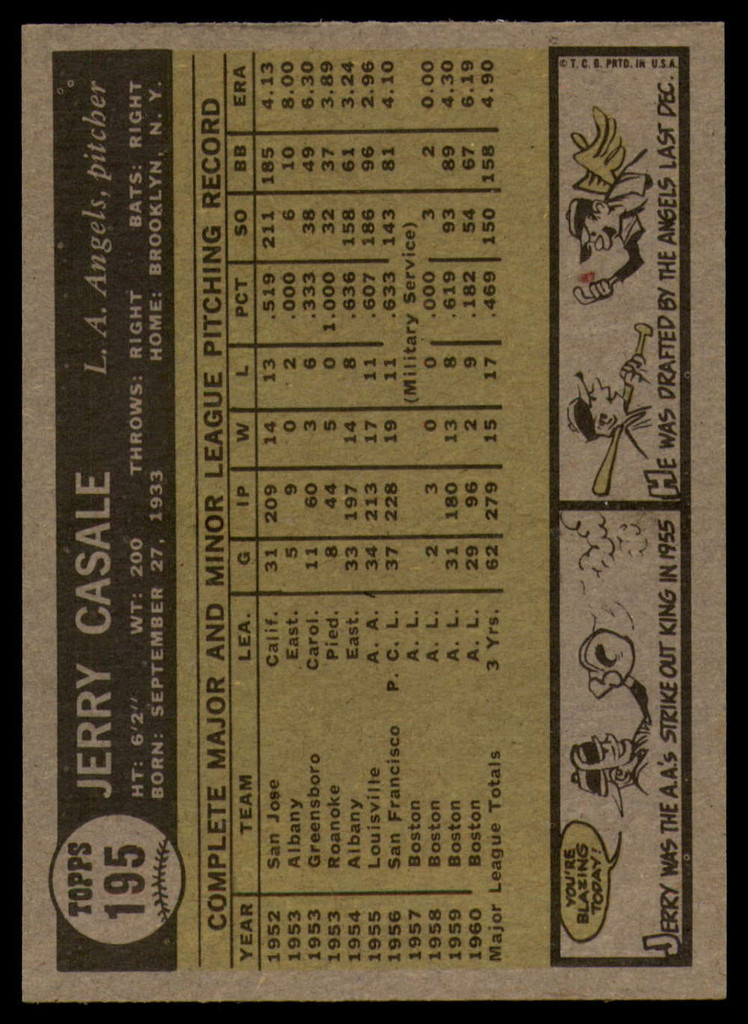 TOPPS
195
JERRY CASALE L.A. Angels, pitcher
HT: 6'2" WT: 200 THROWS: RIGHT BATS: RIGHT
BORN: SEPTEMBER 27, 1933 HOME: BROOKLYN, N. Y.
COMPLETE MAJOR AND MINOR LEAGUE PITCHING RECORD
YEAR TEAM LEA. G IP W L PCT SO BB ERA
1952 San Jose Calif. 31 209 14 13 .519 211 185 4.13
1953 Albany East. 5 9 0 2 .000 6 10 8.00
1953 Greensboro Carol. 11 60 3 6 .333 38 49 6.30
1953 Roanoke Pied. 8 44 5 0 1.000 32 37 3.89
1954 Albany East. 33 197 14 8 .636 158 61 3.24
1955 Louisville A. A. 34 213 17 11 .607 186 96 2.96
1956 San Francisco P. C. L. 37 228 19 11 .633 143 81 4.10
1957 Boston A. L. (Military Service)
1958 Boston A. L. 2 3 0 0 .000 3 2 0.00
1959 Boston A. L. 31 180 13 8 .619 93 89 4.30
1960 Boston A. L. 29 96 2 9 .182 54 67 6.19
Major League Totals 3 Yrs. 62 279 15 17 .469 150 158 4.90
YOU'RE
BLAZING
TODAY!
JERRY WAS THE A.A.'S STRIKE OUT KING IN 1955
© T. C. G. PRTD. IN U.S.A.
HE WAS DRAFTED BY THE ANGELS LAST DEC.